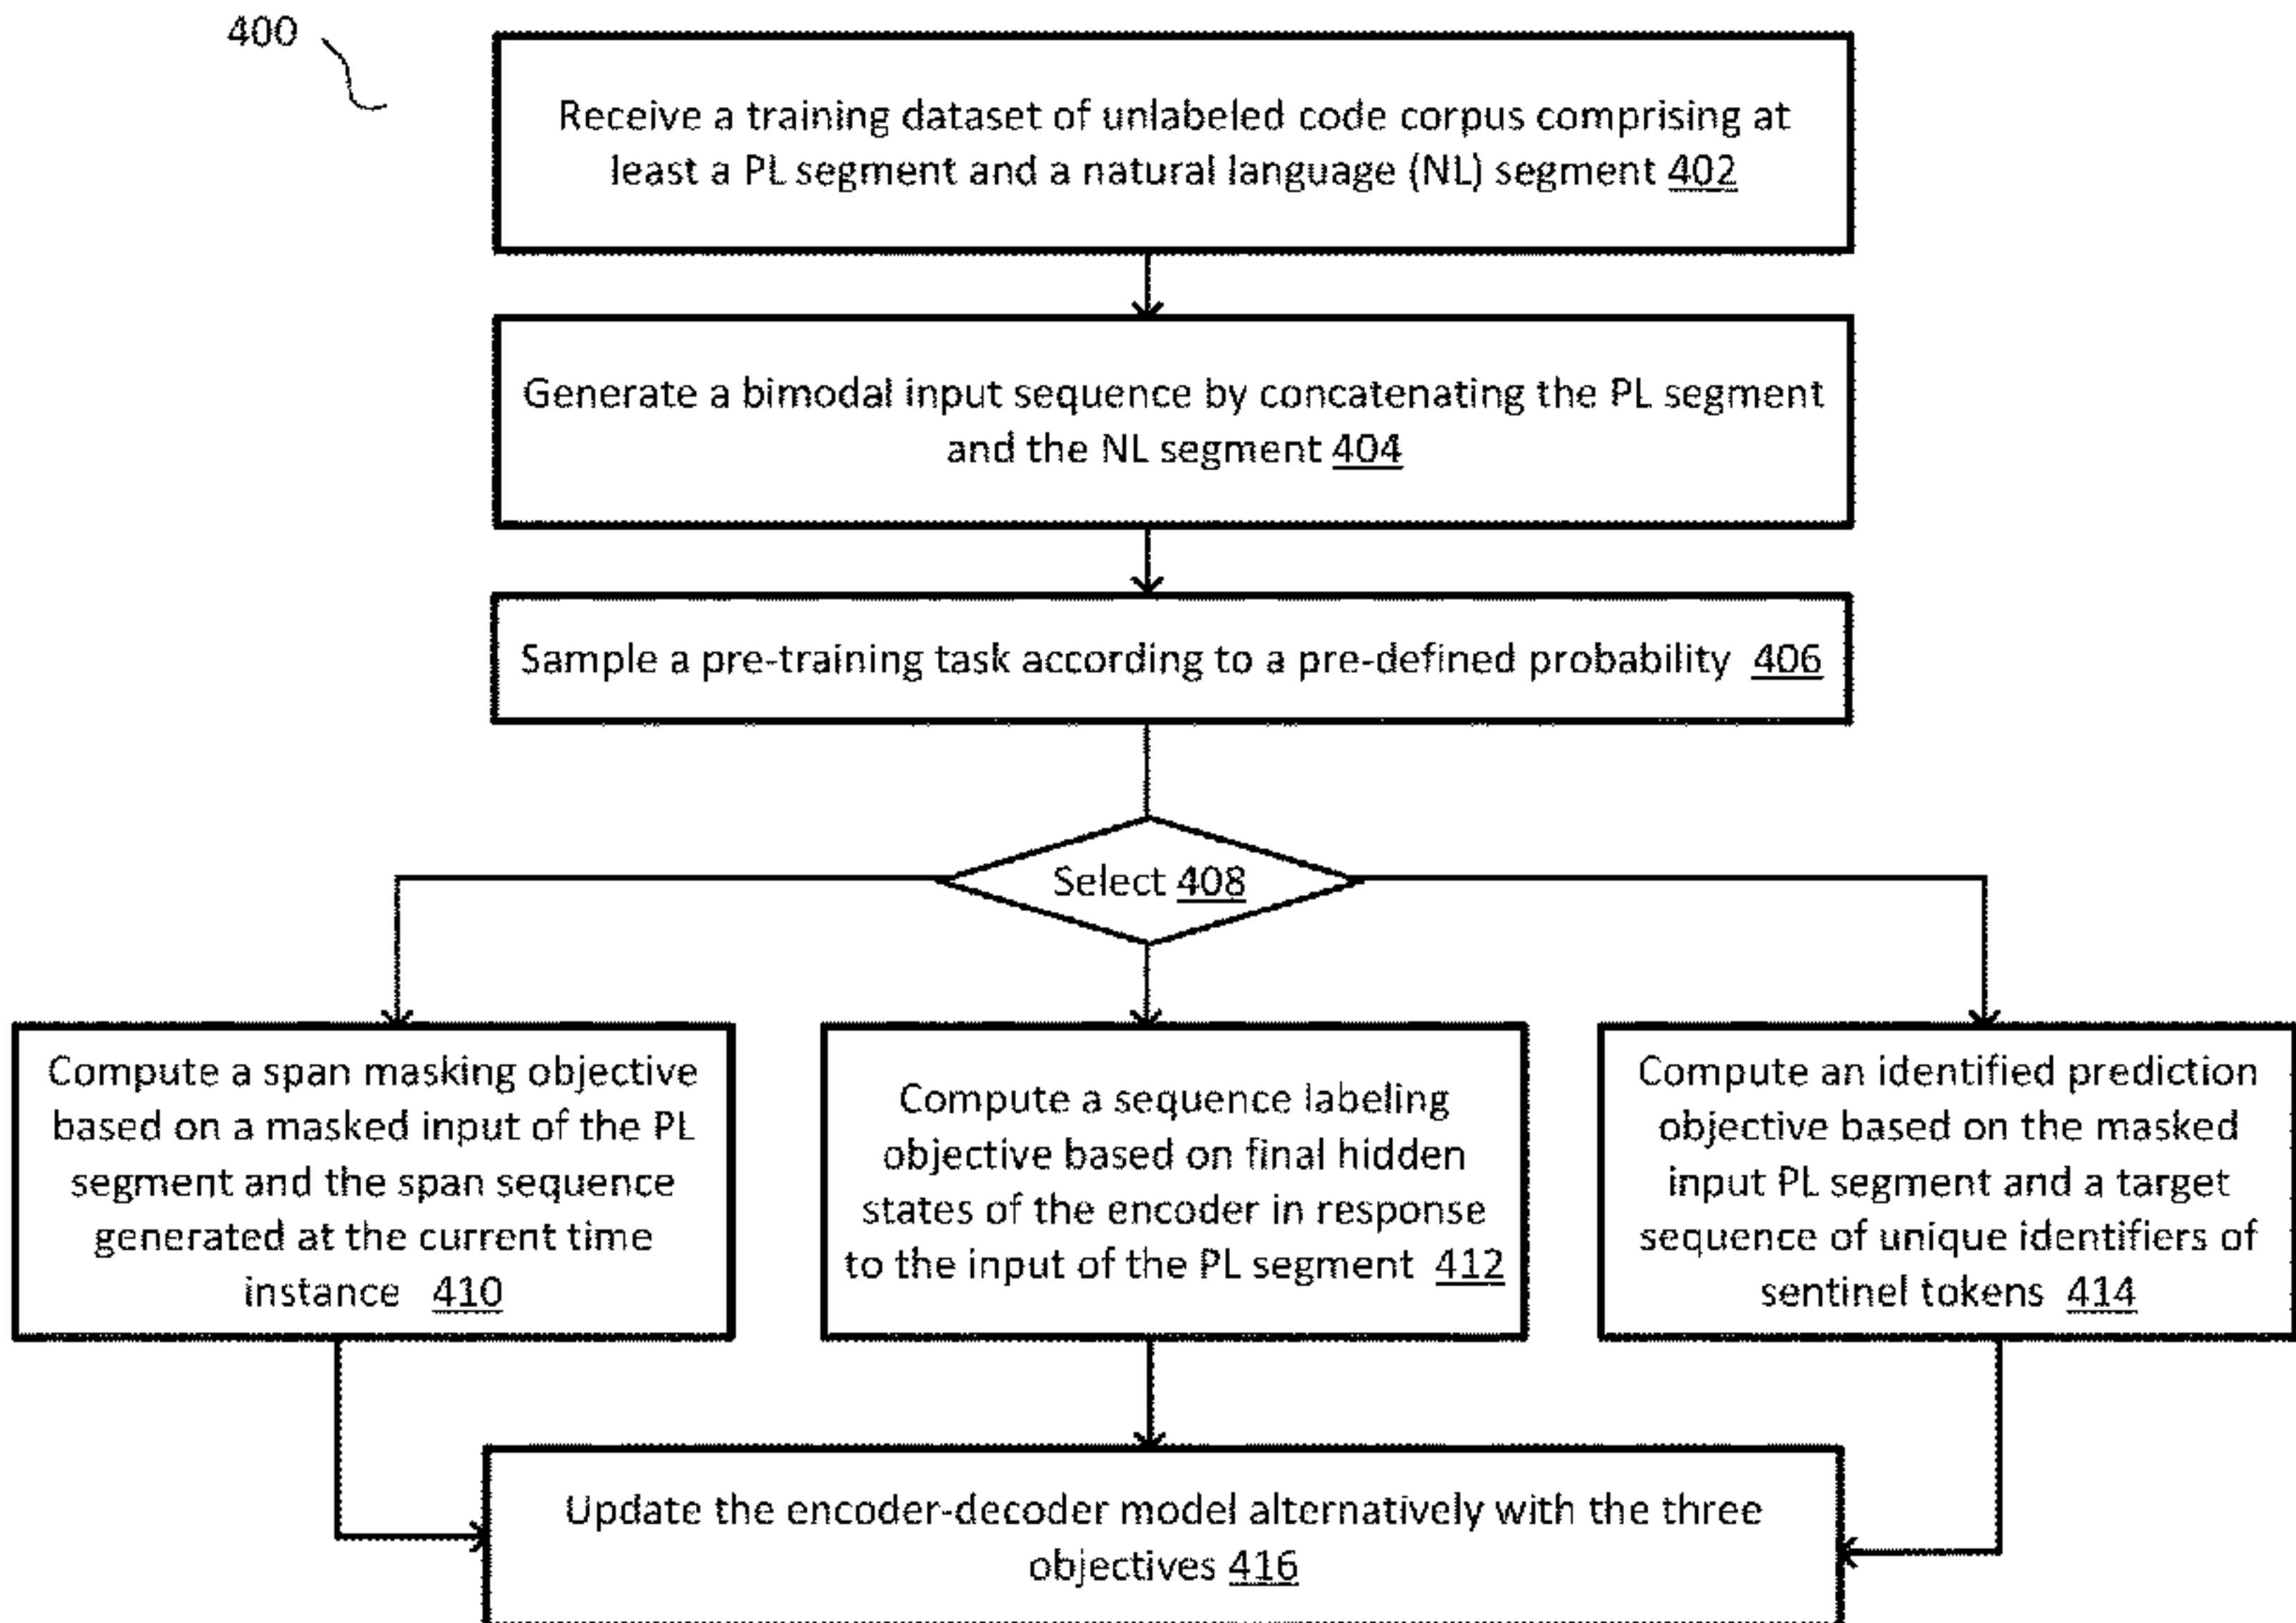 400
Receive a training dataset of unlabeled code corpus comprising at
least a PL segment and a natural language (NL) segment 402
Generate a bimodal input sequence by concatenating the PL segment
and the NL segment 404
Sample a pre-training task according to a pre-defined probability 406
Select 408
Compute a span masking objective
based on a masked input of the PL
segment and the span sequence
generated at the current time
instance 410
Compute a sequence labeling
objective based on final hidden
states of the encoder in response
to the input of the PL segment 412
Compute an identified prediction
objective based on the masked
input PL segment and a target
sequence of unique identifiers of
sentinel tokens 414
Update the encoder-decoder model alternatively with the three
objectives 416